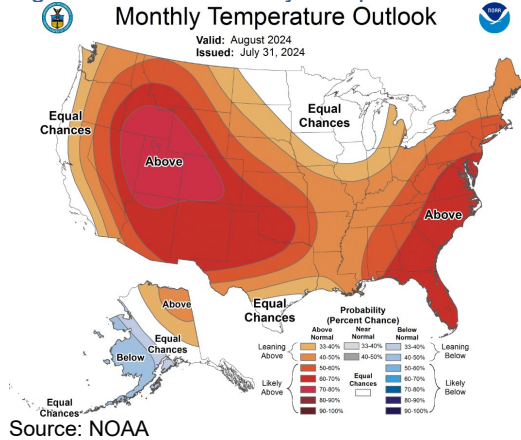 Monthly Temperature Outlook
Valid: August 2024
Issued: July 31, 2024
NOAA
Equal
Chances
Equal
Chances
Above
Above
Equal
Chances
Above
Equal
Chances
Below
Equal
Chances
Probability
(Percent Chance)
Above
Normal
Near
Normal
Below
Normal
Leaning
Above
33-40%
33-40%
33-40%
Leaning
Below
40-50%
40-50%
40-50%
Likely
Above
50-60%
50-60%
Likely
Below
60-70%
60-70%
70-80%
70-80%
80-90%
80-90%
90-100%
90-100%
Equal
Chances
Source: NOAA